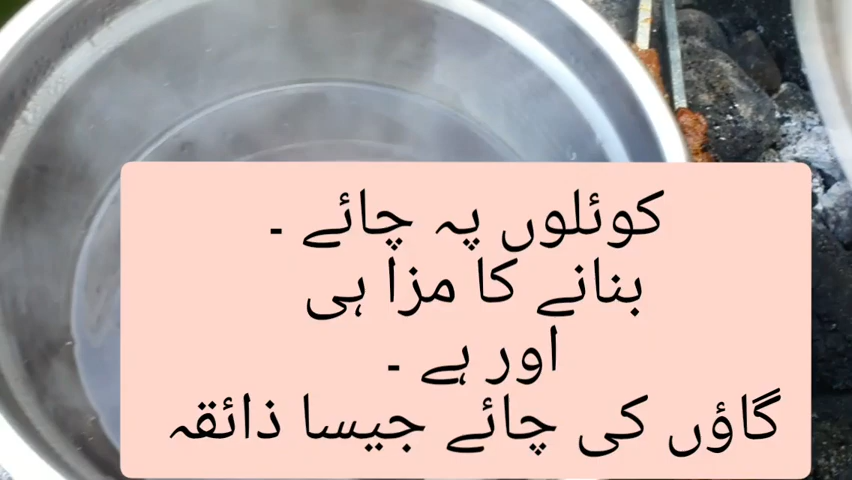 کوئلوں پہ چائے ۔
بنانے کا مزا ہی
اور ہے ۔
گاؤں کی چائے جیسا ذائقہ